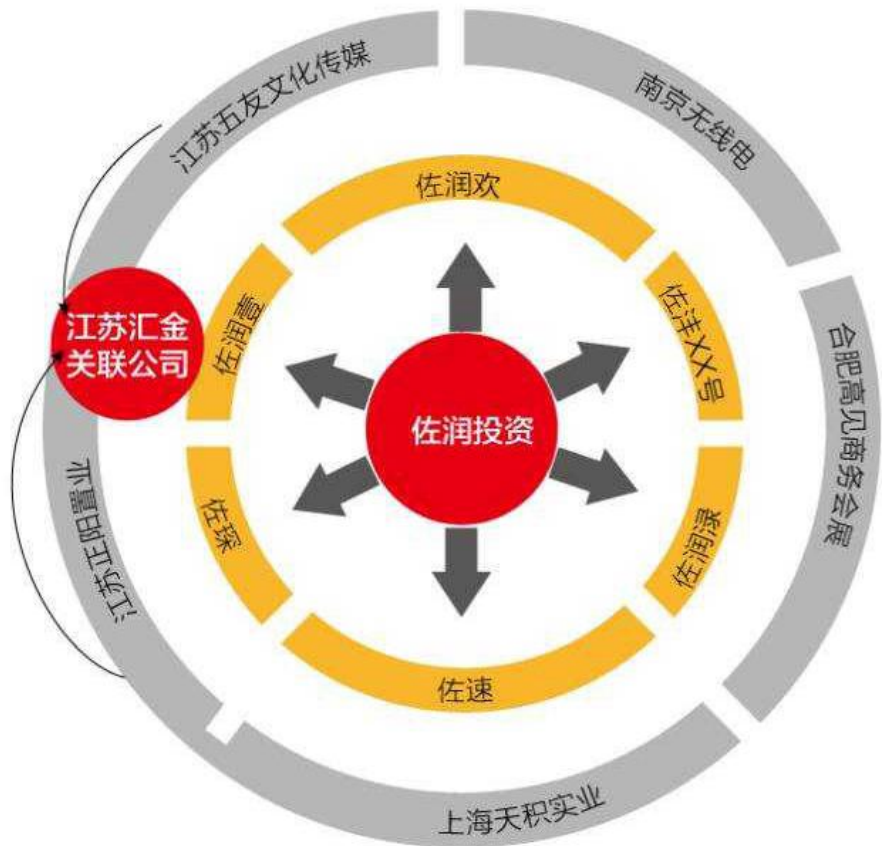 江苏五友文化传媒
南京无线电
佐润欢
佐润壹
佐沣XX号
江苏汇金
关联公司
合肥高见商务会展
佐润投资
江苏正阳置业
佐琛
佐润渌
佐速
上海天积实业